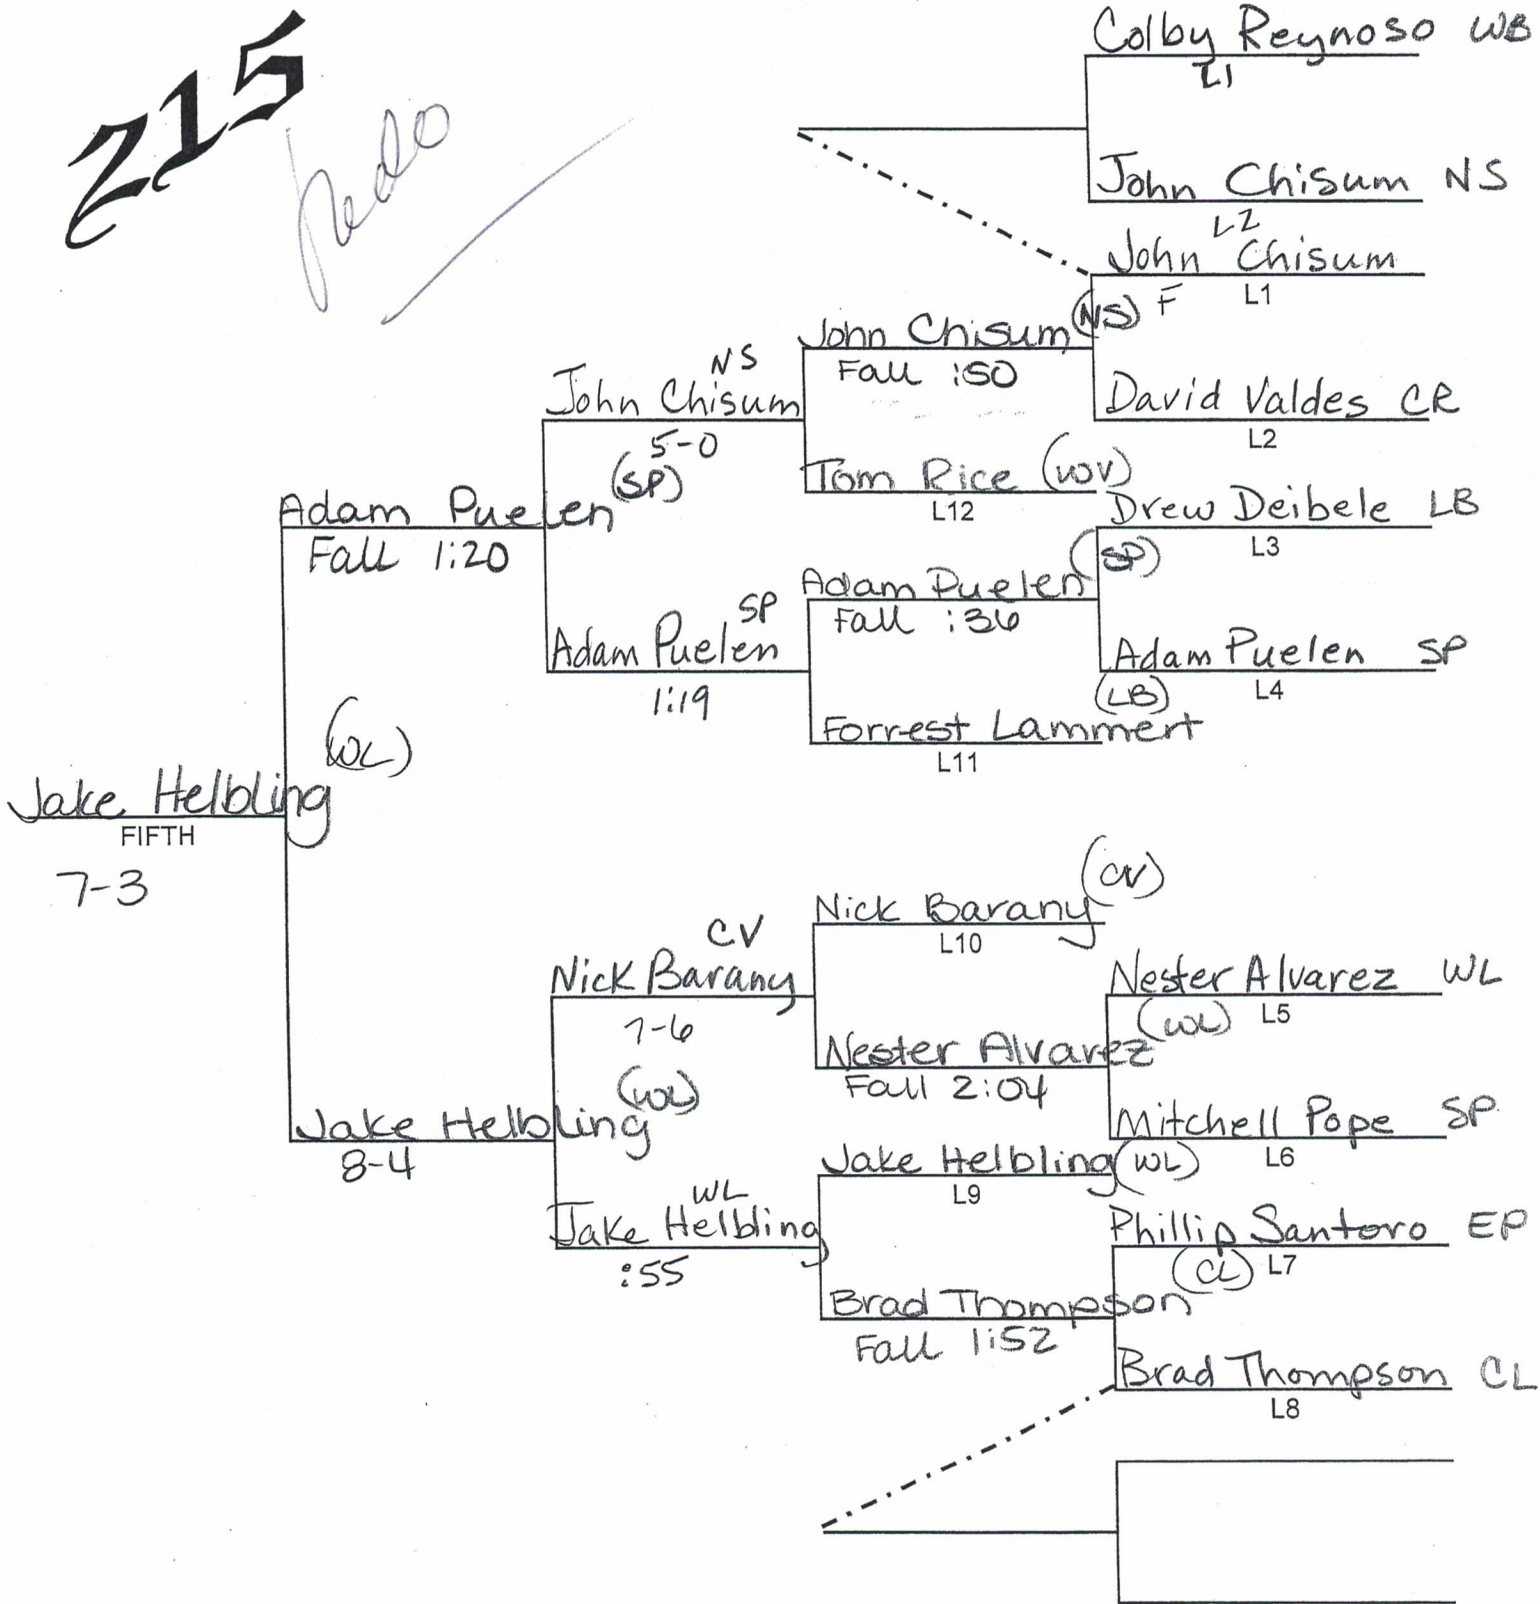 215
Redo
Colby Reynoso WB
L1
John Chisum NS
L2
John Chisum
F L1
John Chisum (NS)
Fall :50
NS
John Chisum
5-0
David Valdes CR
L2
Tom Rice (WV)
L12
Drew Deibele LB
L3
Adam Puelen (SP)
Fall 1:20
Adam Puelen (SP)
Fall :36
SP
Adam Puelen
1:19
Adam Puelen SP
L4
(LB)
Forrest Lammert
L11
Jake Helbling (WL)
FIFTH
7-3
Nick Barany (CV)
L10
CV
Nick Barany
7-6
Nester Alvarez WL
L5
(WL)
Nester Alvarez
Fall 2:04
Jake Helbling (WL)
8-4
Mitchell Pope SP
L6
Jake Helbling (WL)
L9
WL
Jake Helbling
:55
Phillip Santoro EP
L7
(CL)
Brad Thompson
Fall 1:52
Brad Thompson CL
L8